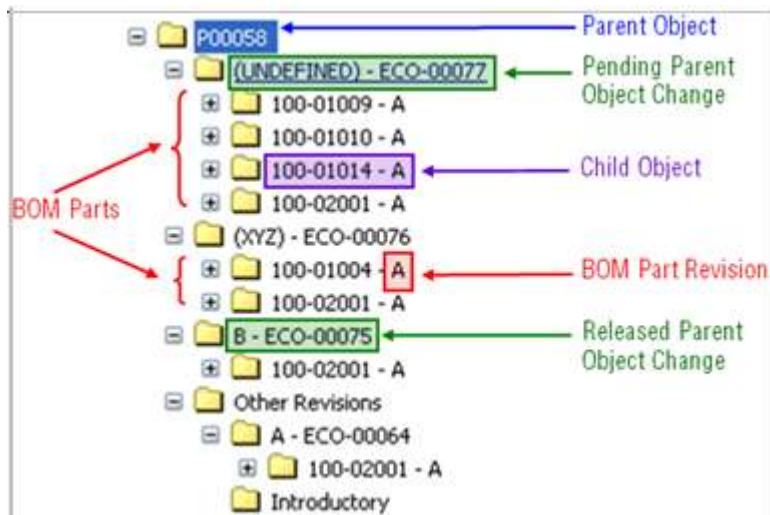 P00058
Parent Object
(UNDEFINED) - ECO-00077
Pending Parent
Object Change
100-01009 - A
100-01010 - A
100-01014 - A
Child Object
100-02001 - A
BOM Parts
(XYZ) - ECO-00076
100-01004 - A
BOM Part Revision
100-02001 - A
B - ECO-00075
Released Parent
Object Change
100-02001 - A
Other Revisions
A - ECO-00064
100-02001 - A
Introductory